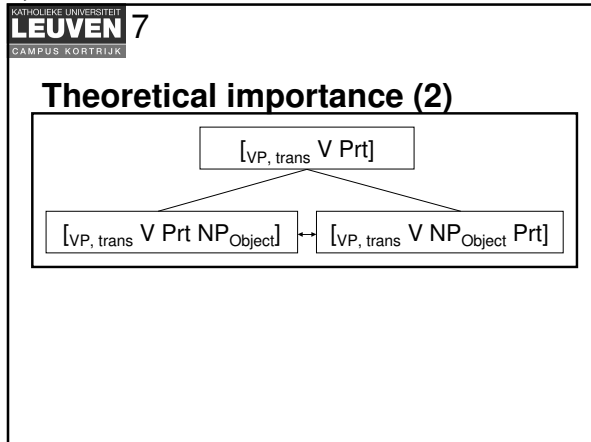 KATHOLIEKE UNIVERSITEIT
LEUVEN 7
CAMPUS KORTRIJK
Theoretical importance (2)
[VP, trans V Prt]
[VP, trans V Prt NPObject] [VP, trans V NPObject Prt]